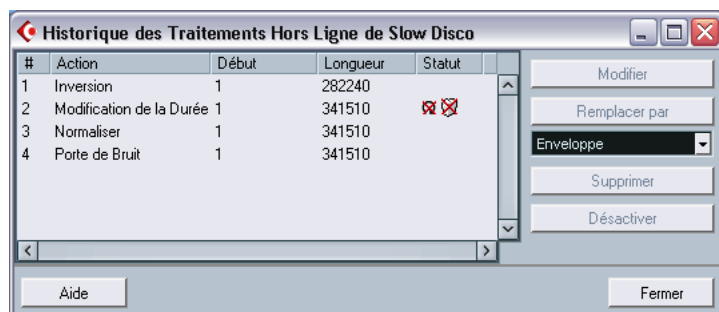 Historique des Traitements Hors Ligne de Slow Disco
# Action Début Longueur Statut
1 Inversion 1 282240
2 Modification de la Durée 1 341510
3 Normaliser 1 341510
4 Porte de Bruit 1 341510
Modifier
Remplacer par
Enveloppe
Supprimer
Désactiver
Aide
Fermer